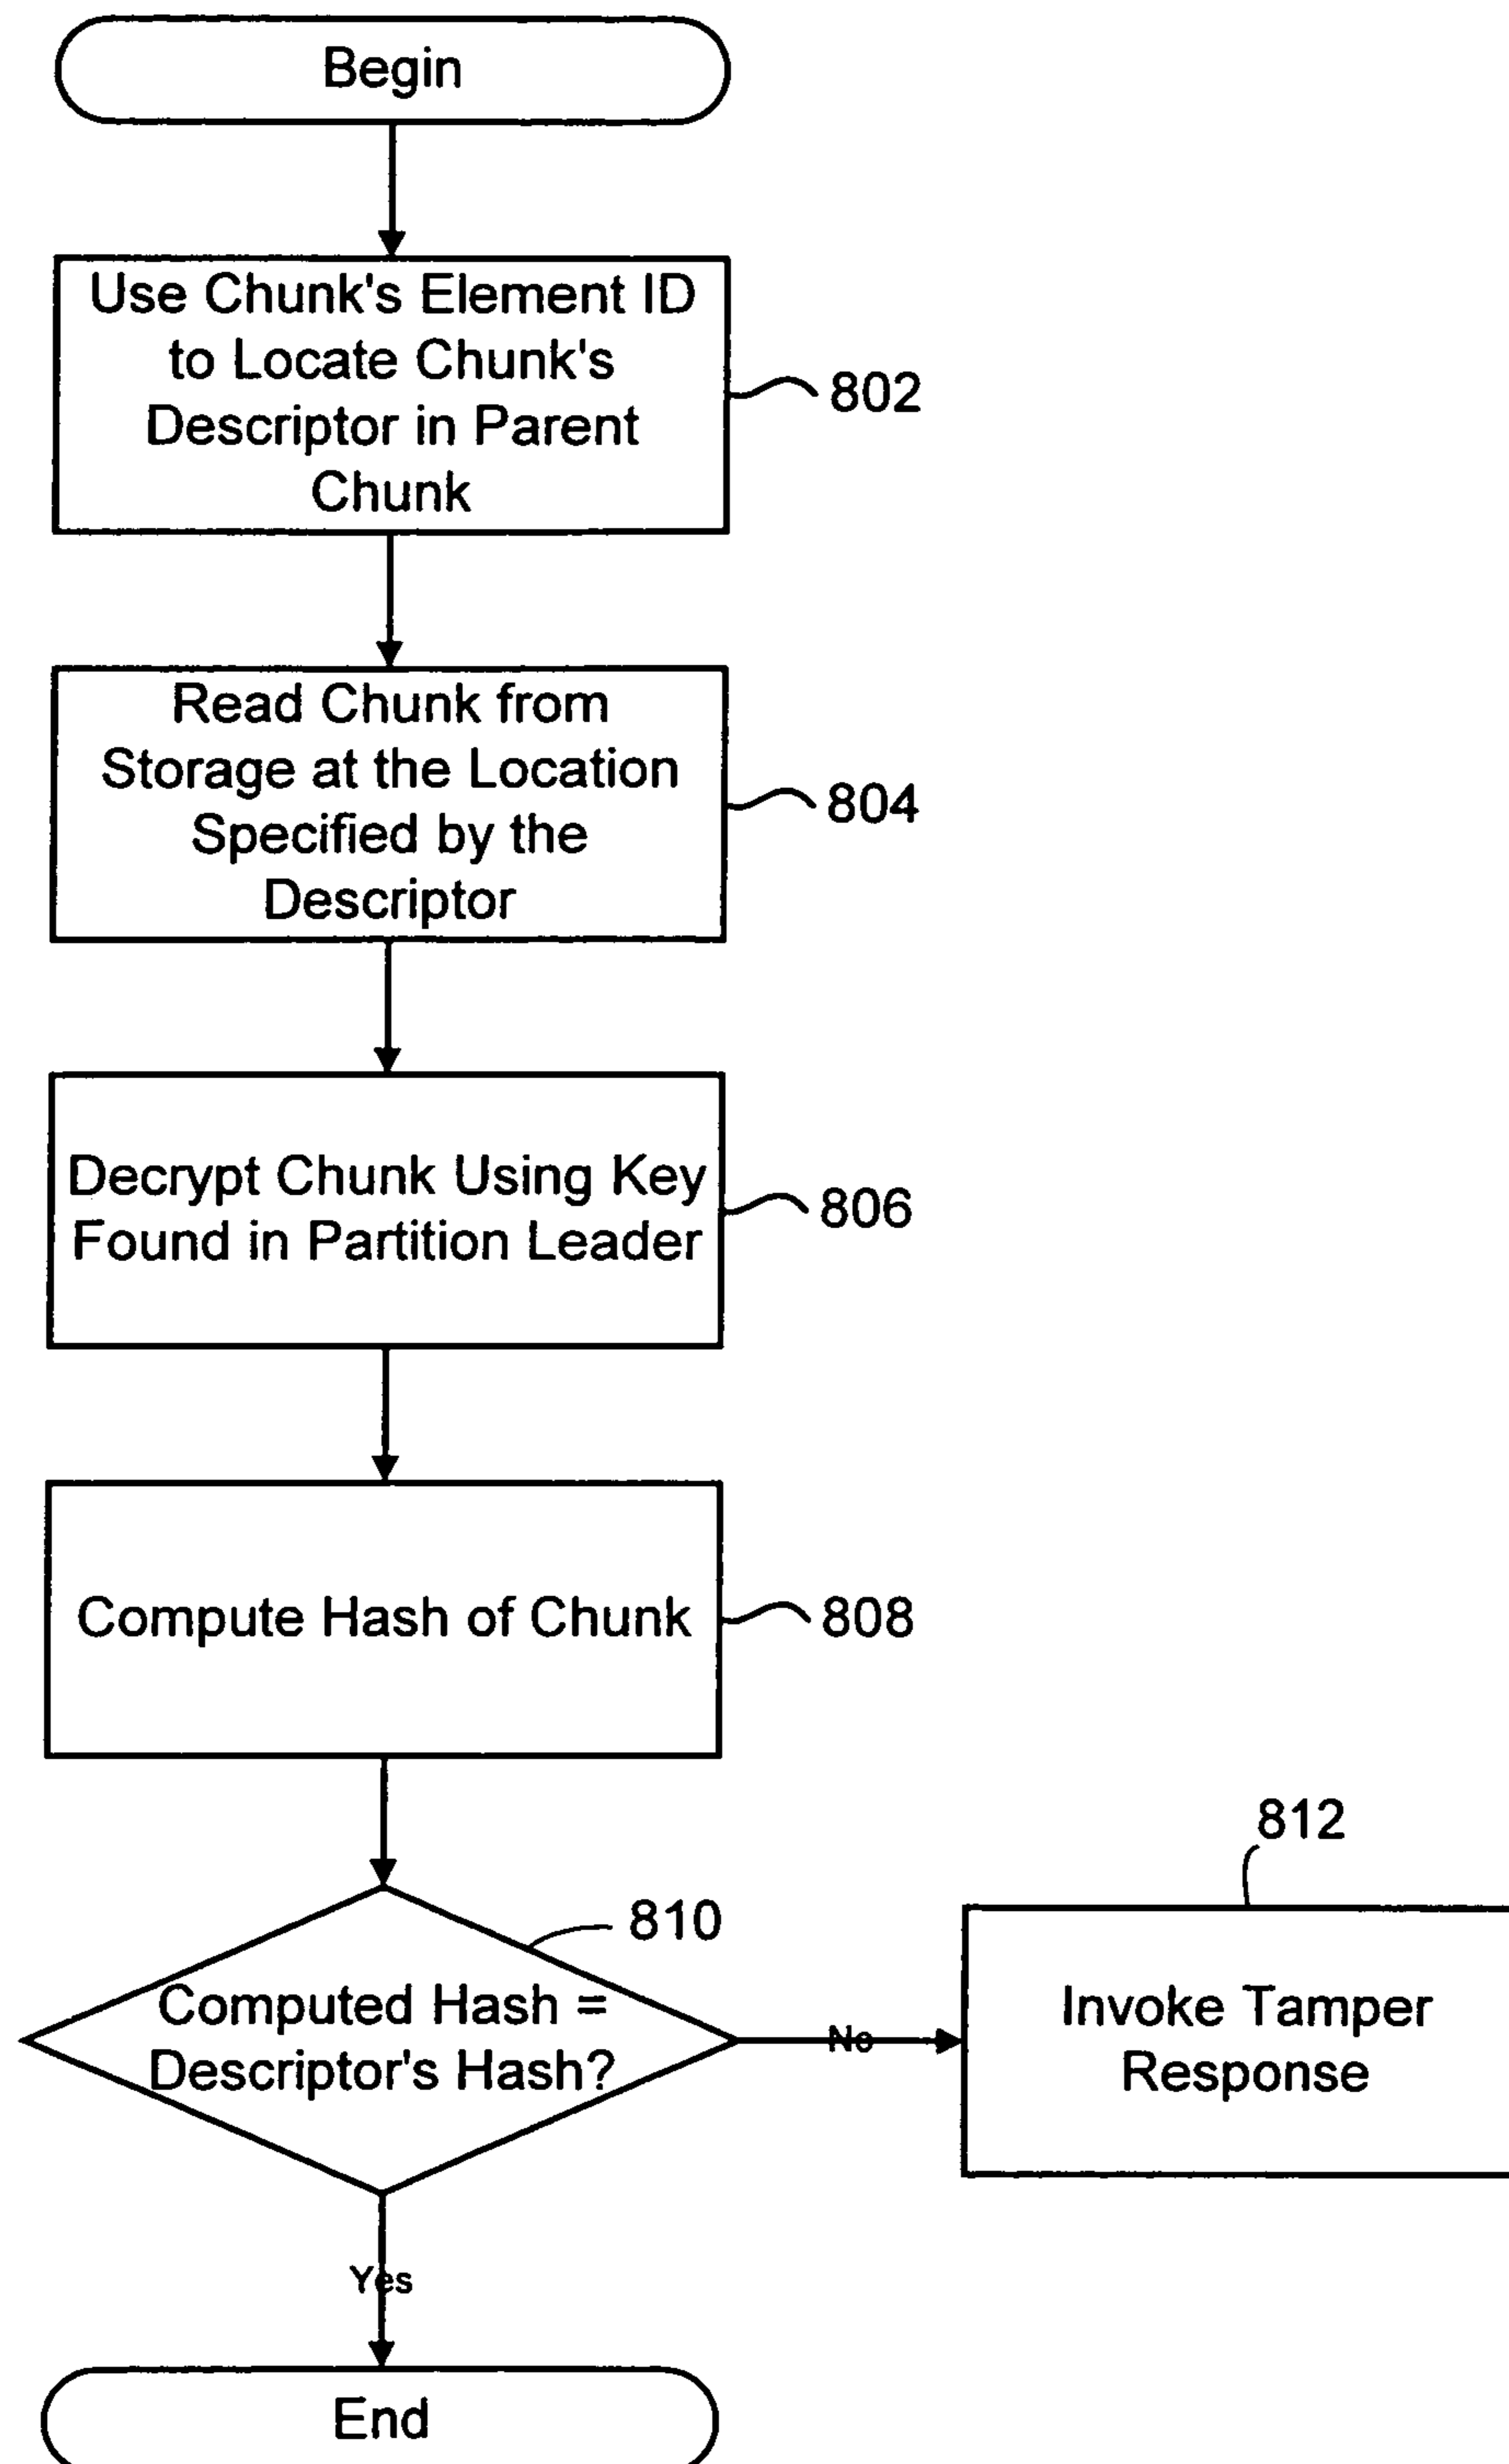 Begin
Use Chunk's Element ID
to Locate Chunk's
Descriptor in Parent
Chunk
802
Read Chunk from
Storage at the Location
Specified by the
Descriptor
804
Decrypt Chunk Using Key
Found in Partition Leader
806
Compute Hash of Chunk
808
810
Computed Hash =
Descriptor's Hash?
No
812
Invoke Tamper
Response
Yes
End